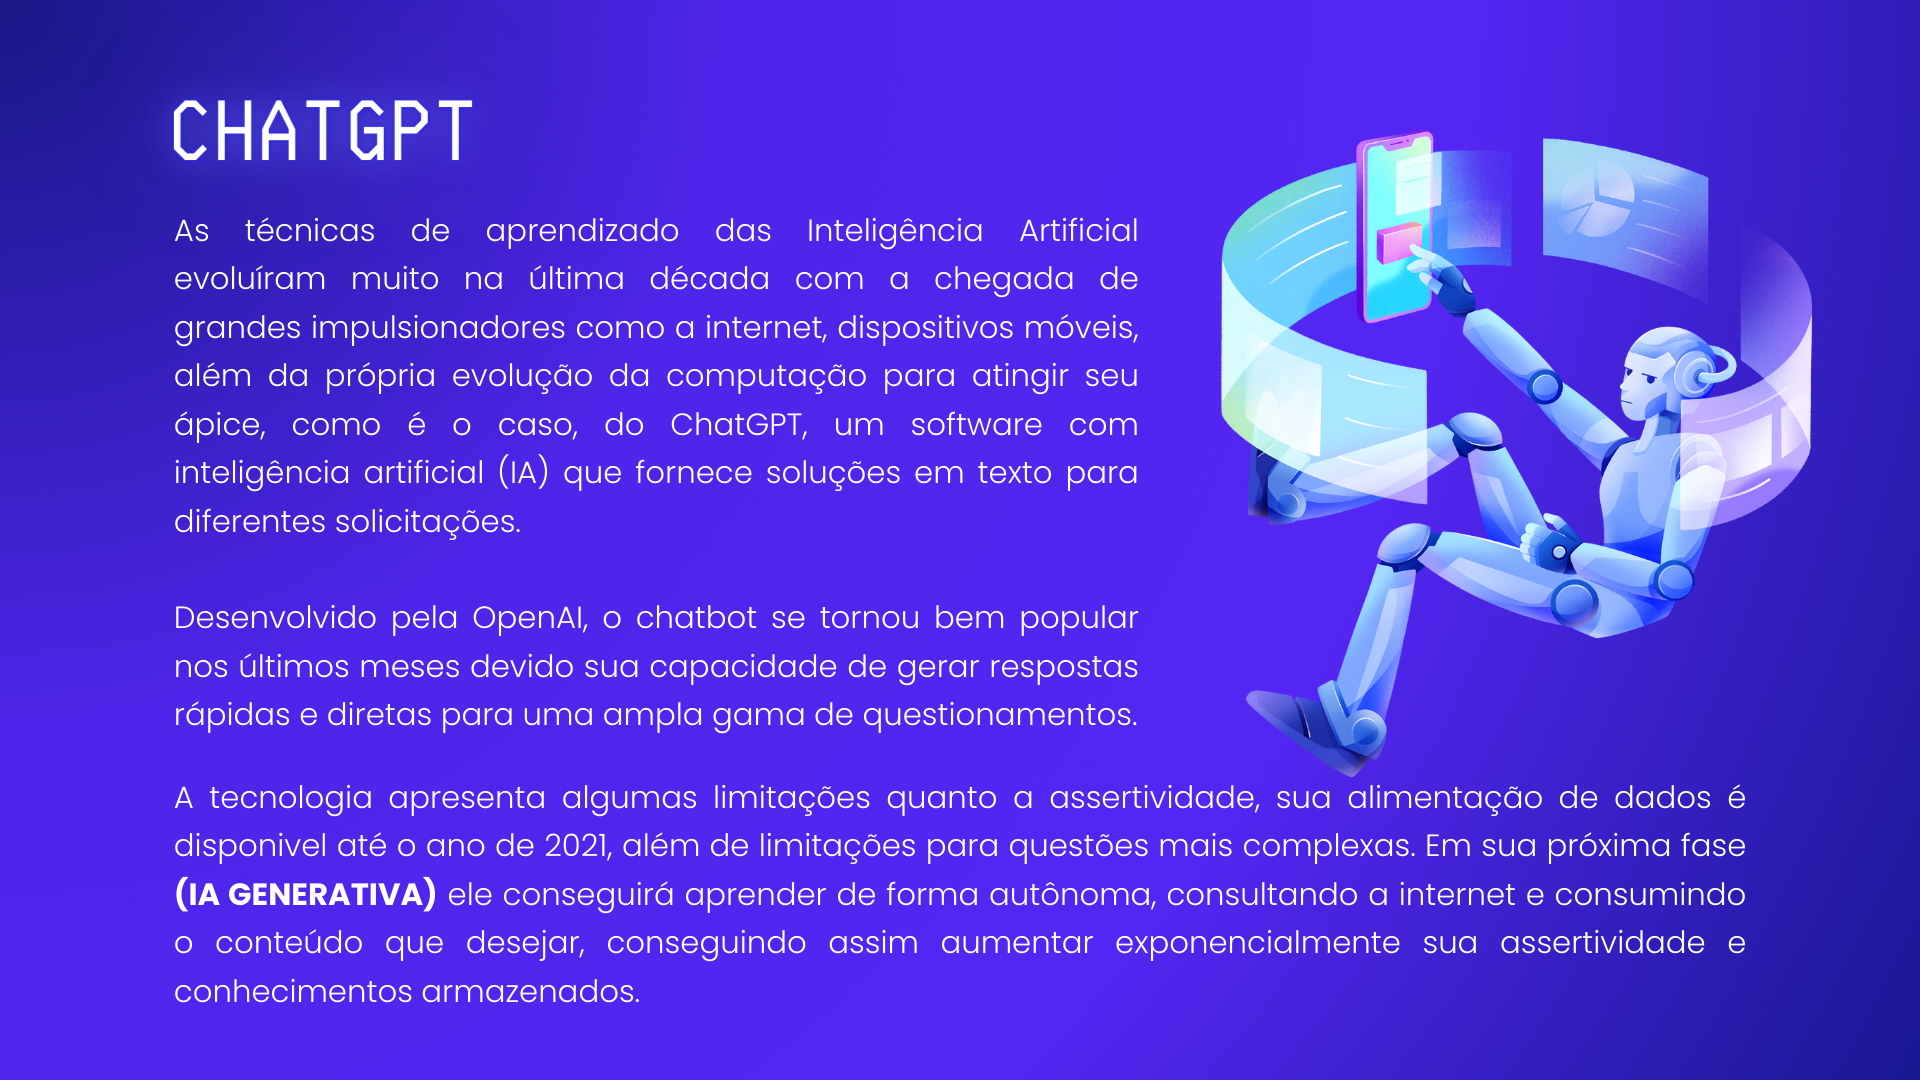 CHATGPT
As técnicas de aprendizado das Inteligência Artificial
evoluíram muito na última década com a chegada de
grandes impulsionadores como a internet, dispositivos móveis,
além da própria evolução da computação para atingir seu
ápice, como é o caso, do ChatGPT, um software com
inteligência artificial (IA) que fornece soluções em texto para
diferentes solicitações.
Desenvolvido pela OpenAI, o chatbot se tornou bem popular
nos últimos meses devido sua capacidade de gerar respostas
rápidas e diretas para uma ampla gama de questionamentos.
A tecnologia apresenta algumas limitações quanto a assertividade, sua alimentação de dados é
disponivel até o ano de 2021, além de limitações para questões mais complexas. Em sua próxima fase
(IA GENERATIVA) ele conseguirá aprender de forma autônoma, consultando a internet e consumindo
o conteúdo que desejar, conseguindo assim aumentar exponencialmente sua assertividade e
conhecimentos armazenados.